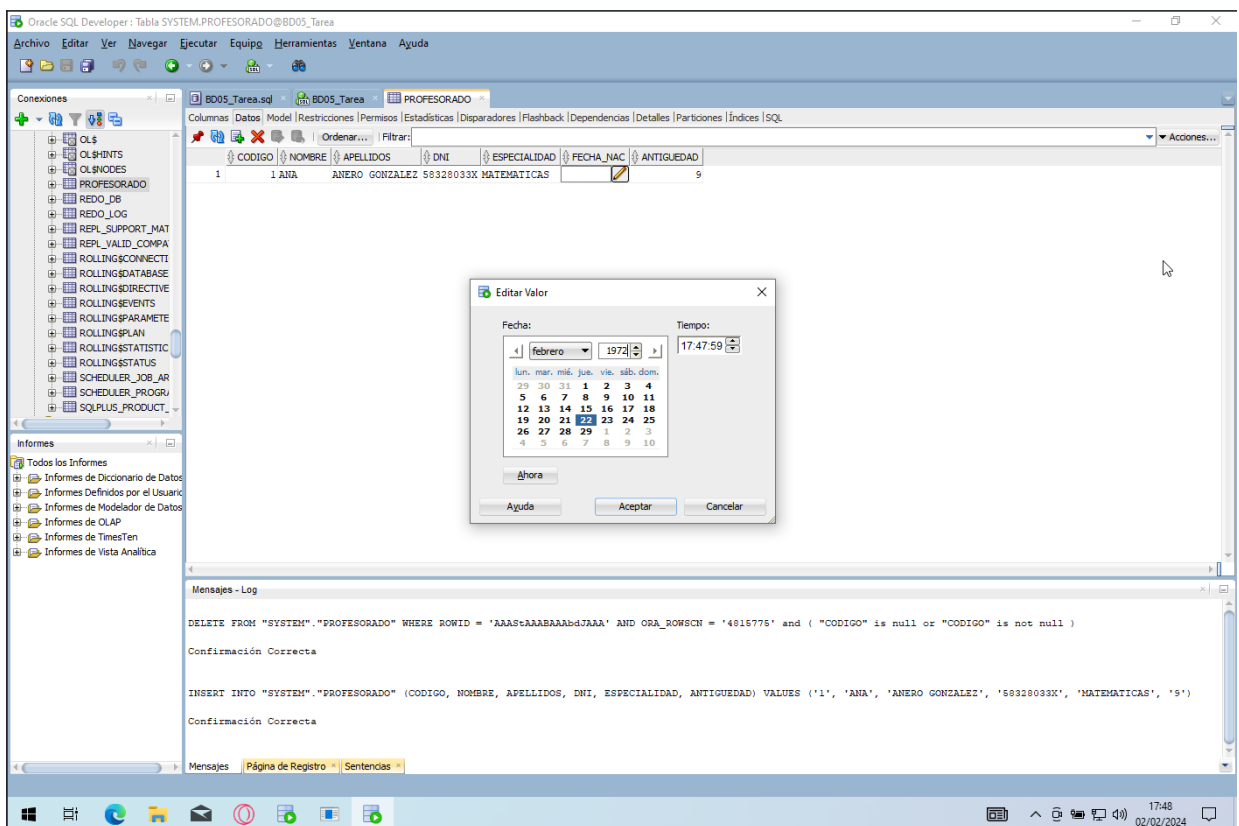 Oracle SQL Developer : Tabla SYSTEM.PROFESORADO@BD05_Tarea
Archivo Editar Ver Navegar Ejecutar Equipo Herramientas Ventana Ayuda
Conexiones
OL$
OL$HINTS
OL$NODES
PROFESORADO
REDO_DB
REDO_LOG
REPL_SUPPORT_MAT
REPL_VALID_COMPA
ROLLING$CONNECTI
ROLLING$DATABASE
ROLLING$DIRECTIVE
ROLLING$EVENTS
ROLLING$PARAMETE
ROLLING$PLAN
ROLLING$STATISTIC
ROLLING$STATUS
SCHEDULER_JOB_AR
SCHEDULER_PROGRA
SQLPLUS_PRODUCT_
Informes
Todos los Informes
Informes de Diccionario de Datos
Informes Definidos por el Usuario
Informes de Modelador de Datos
Informes de OLAP
Informes de TimesTen
Informes de Vista Analítica
BD05_Tarea.sql BD05_Tarea PROFESORADO
Columnas Datos Model Restricciones Permisos Estadísticas Disparadores Flashback Dependencias Detalles Particiones Índices SQL
Ordenar... Filtrar: Acciones...
CODIGO NOMBRE APELLIDOS DNI ESPECIALIDAD FECHA_NAC ANTIGUEDAD
1 1 ANA ANERO GONZALEZ 58328033X MATEMATICAS 9
Editar Valor
Fecha: Tiempo:
febrero 1972 17:47:59
lun. mar. mié. jue. vie. sáb. dom.
29 30 31 1 2 3 4
5 6 7 8 9 10 11
12 13 14 15 16 17 18
19 20 21 22 23 24 25
26 27 28 29 1 2 3
4 5 6 7 8 9 10
Ahora
Ayuda Aceptar Cancelar
Mensajes - Log
DELETE FROM "SYSTEM"."PROFESORADO" WHERE ROWID = 'AAAStAAABAAAbdJAAA' AND ORA_ROWSCN = '4815775' and ( "CODIGO" is null or "CODIGO" is not null )
Confirmación Correcta
INSERT INTO "SYSTEM"."PROFESORADO" (CODIGO, NOMBRE, APELLIDOS, DNI, ESPECIALIDAD, ANTIGUEDAD) VALUES ('1', 'ANA', 'ANERO GONZALEZ', '58328033X', 'MATEMATICAS', '9')
Confirmación Correcta
Mensajes Página de Registro Sentencias
17:48
02/02/2024